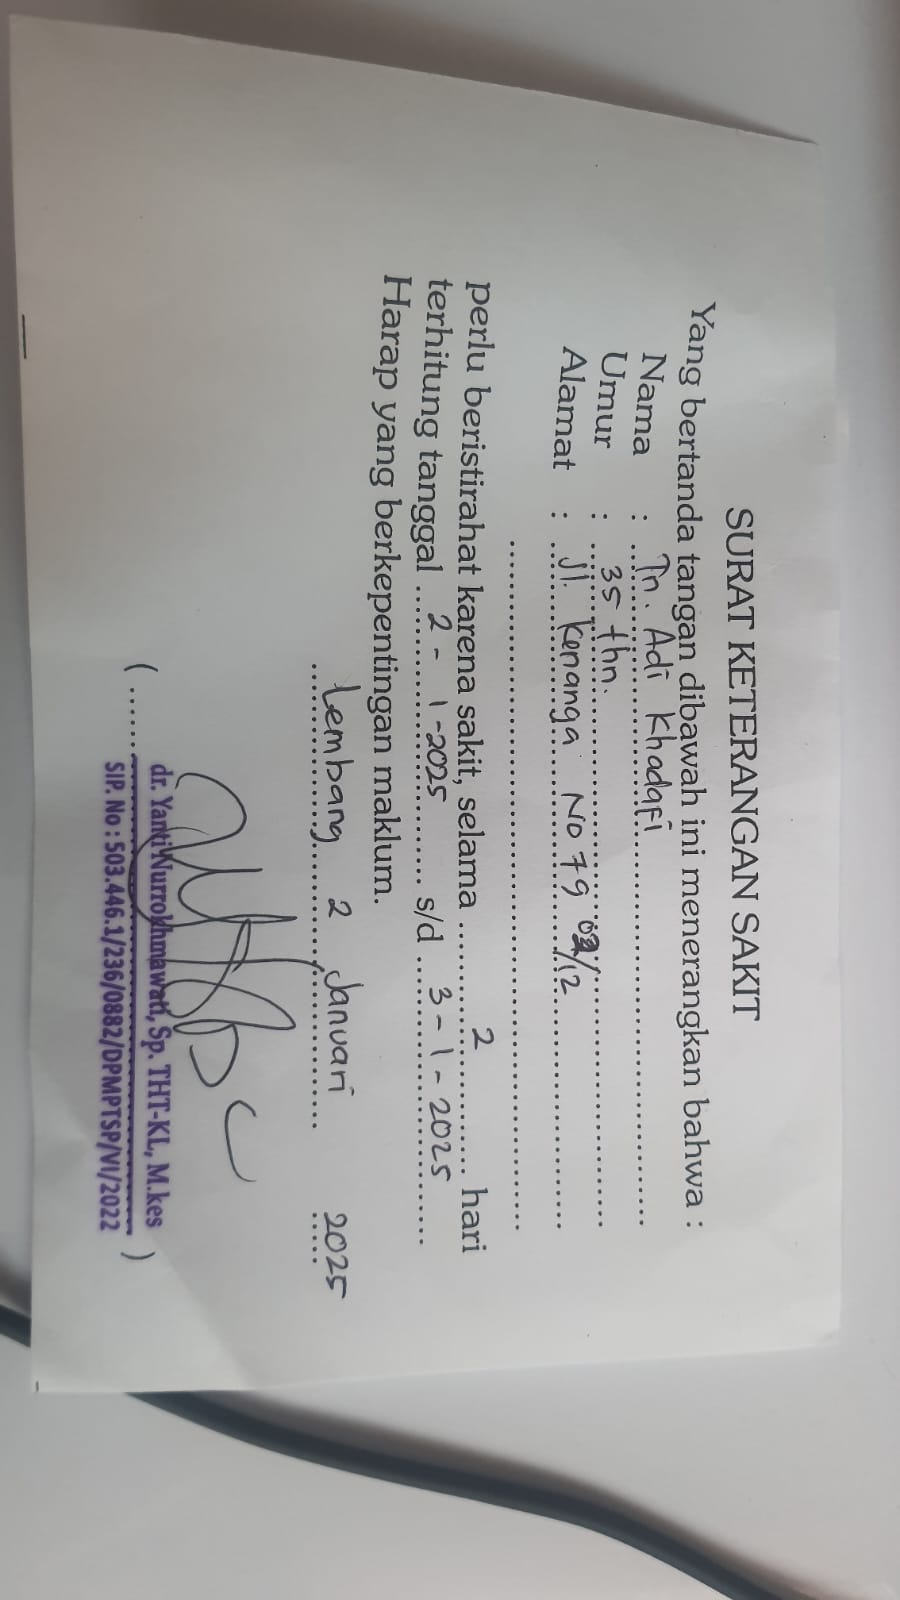 SURAT KETERANGAN SAKIT
Yang bertanda tangan dibawah ini menerangkan bahwa :
Nama : Tn. Adi Khadafi
Umur : 35 thn.
Alamat : Jl. Kenanga No 79 02/12
perlu beristirahat karena sakit, selama 2 hari
terhitung tanggal 2 - 1 - 2025 s/d 3 - 1 - 2025
Harap yang berkepentingan maklum.
Lembang 2 Januari 2025
( dr. Yanti Nurrokhmawati, Sp. THT-KL, M.kes )
SIP. No : 503.446.1/236/0882/DPMPTSP/VI/2022